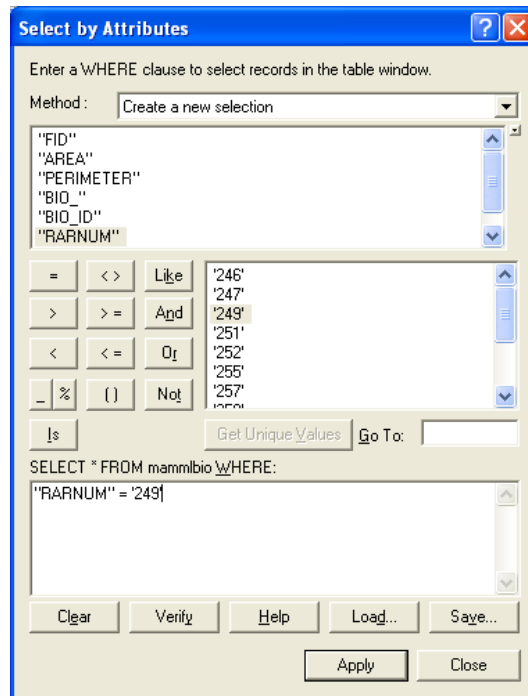 Select by Attributes
Enter a WHERE clause to select records in the table window.
Method : Create a new selection
"FID"
"AREA"
"PERIMETER"
"BIO_"
"BIO_ID"
"RARNUM"
= < > Like
> > = And
< < = Or
_ % ( ) Not
Is
'246'
'247'
'249'
'251'
'252'
'255'
'257'
Get Unique Values Go To:
SELECT * FROM mammlbio WHERE:
"RARNUM" = '249'
Clear Verify Help Load... Save...
Apply Close